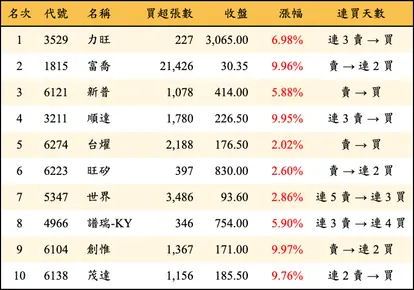 名次 代號 名稱 買超張數 收盤 漲幅 連買天數
1 3529 力旺 227 3,065.00 6.98% 連 3 賣 → 買
2 1815 富喬 21,426 30.35 9.96% 賣 → 連 2 買
3 6121 新普 1,078 414.00 5.88% 賣 → 買
4 3211 順達 1,780 226.50 9.95% 連 3 賣 → 買
5 6274 台燿 2,188 176.50 2.02% 賣 → 買
6 6223 旺矽 397 830.00 2.60% 賣 → 連 2 買
7 5347 世界 3,486 93.60 2.86% 連 5 賣 → 連 3 買
8 4966 譜瑞-KY 346 754.00 5.90% 連 3 賣 → 連 4 買
9 6104 創惟 1,367 171.00 9.97% 賣 → 連 2 買
10 6138 茂達 1,156 185.50 9.76% 連 2 賣 → 買